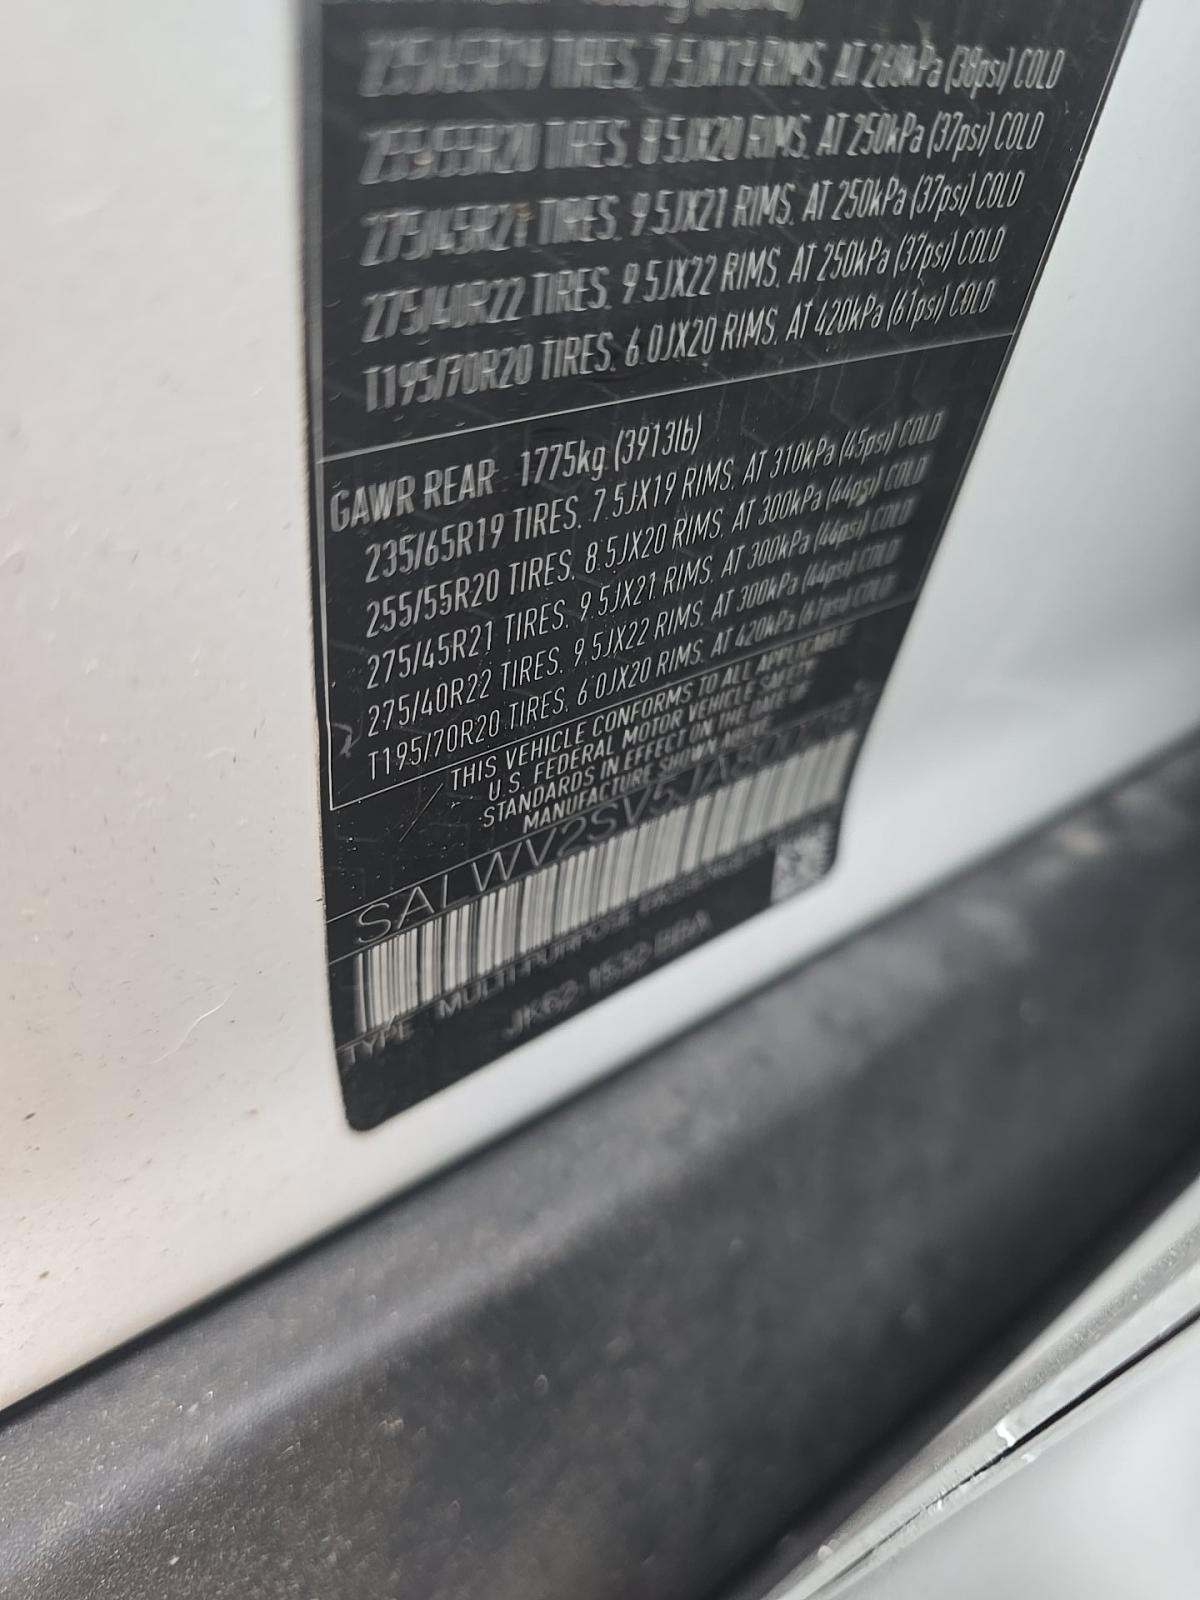 235/65R19 TIRES, 7.5JX19 RIMS, AT 260kPa (38psi) COLD
255/55R20 TIRES, 8.5JX20 RIMS, AT 250kPa (37psi) COLD
275/45R21 TIRES, 9.5JX21 RIMS, AT 250kPa (37psi) COLD
275/40R22 TIRES, 9.5JX22 RIMS, AT 250kPa (37psi) COLD
T195/70R20 TIRES, 6.0JX20 RIMS, AT 420kPa (61psi) COLD
GAWR REAR 1775kg (3913lb)
235/65R19 TIRES, 7.5JX19 RIMS, AT 310kPa (45psi) COLD
255/55R20 TIRES, 8.5JX20 RIMS, AT 300kPa (44psi) COLD
275/45R21 TIRES, 9.5JX21 RIMS, AT 300kPa (44psi) COLD
275/40R22 TIRES, 9.5JX22 RIMS, AT 300kPa (44psi) COLD
T195/70R20 TIRES, 6.0JX20 RIMS, AT 420kPa (61psi) COLD
THIS VEHICLE CONFORMS TO ALL APPLICABLE
U.S. FEDERAL MOTOR VEHICLE SAFETY
STANDARDS IN EFFECT ON THE DATE OF
MANUFACTURE SHOWN ABOVE
TYPE : MULTI-PURPOSE PASSENGER